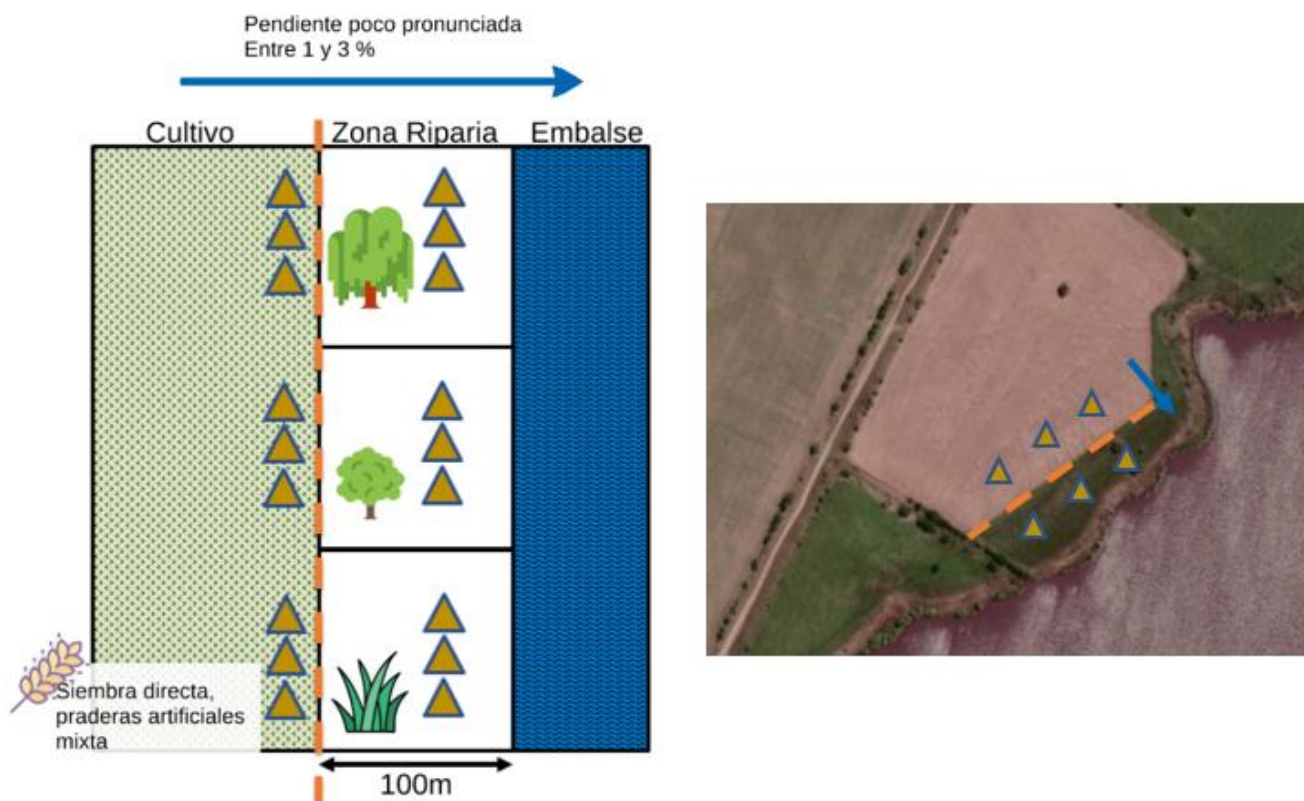 Pendiente poco pronunciada
Entre 1 y 3 %
Cultivo
Zona Riparia
Embalse
Siembra directa,
praderas artificiales
mixta
100m